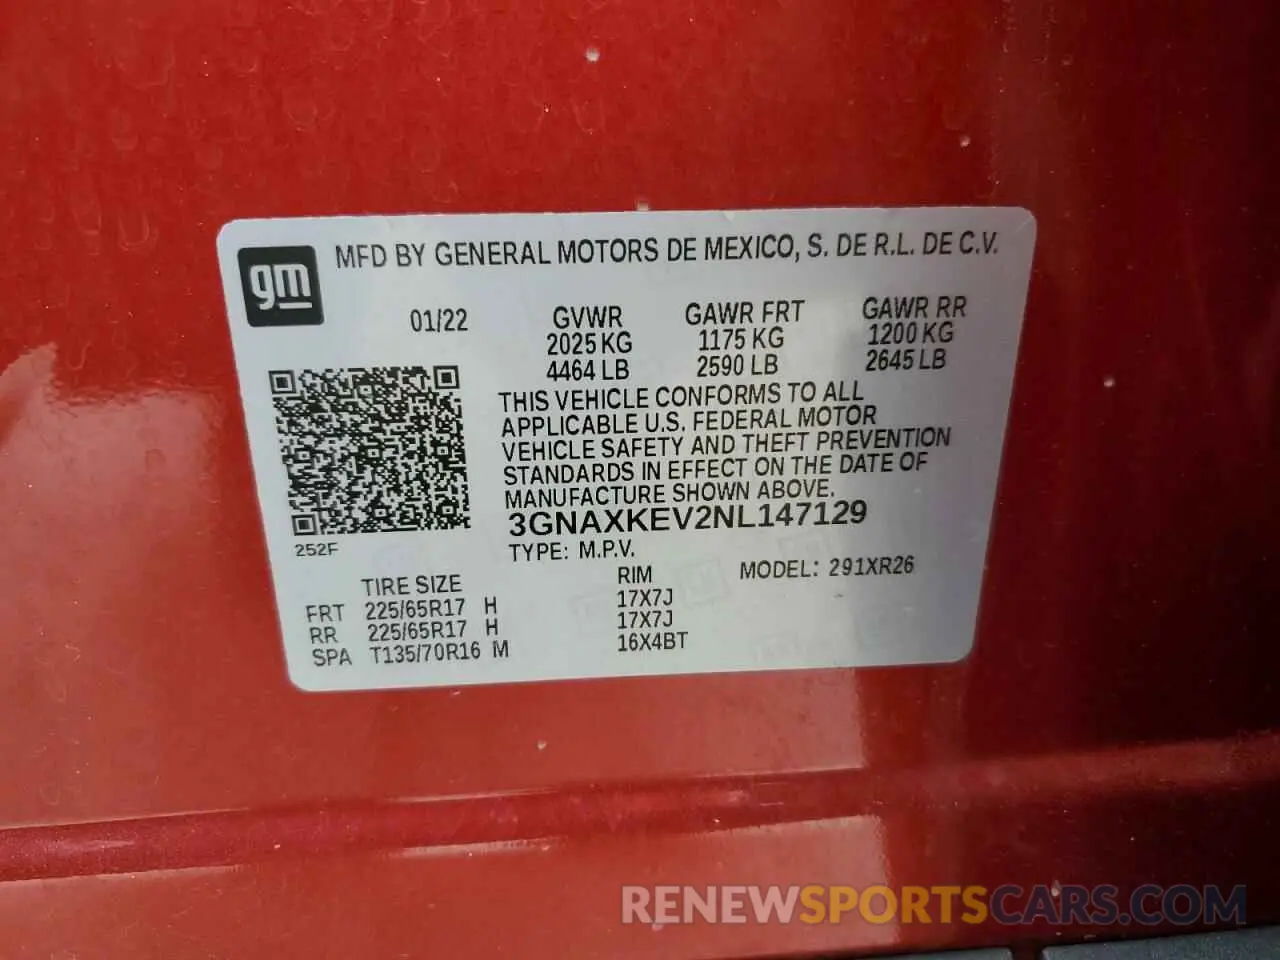 gm
MFD BY GENERAL MOTORS DE MEXICO, S. DE R.L. DE C.V.
01/22
GVWR GAWR FRT GAWR RR
2025 KG 1175 KG 1200 KG
4464 LB 2590 LB 2645 LB
THIS VEHICLE CONFORMS TO ALL
APPLICABLE U.S. FEDERAL MOTOR
VEHICLE SAFETY AND THEFT PREVENTION
STANDARDS IN EFFECT ON THE DATE OF
MANUFACTURE SHOWN ABOVE.
3GNAXKEV2NL147129
252F
TYPE: M.P.V.
MODEL: 291XR26
TIRE SIZE RIM
FRT 225/65R17 H 17X7J
RR 225/65R17 H 17X7J
SPA T135/70R16 M 16X4BT
RENEWSPORTSCARS.COM